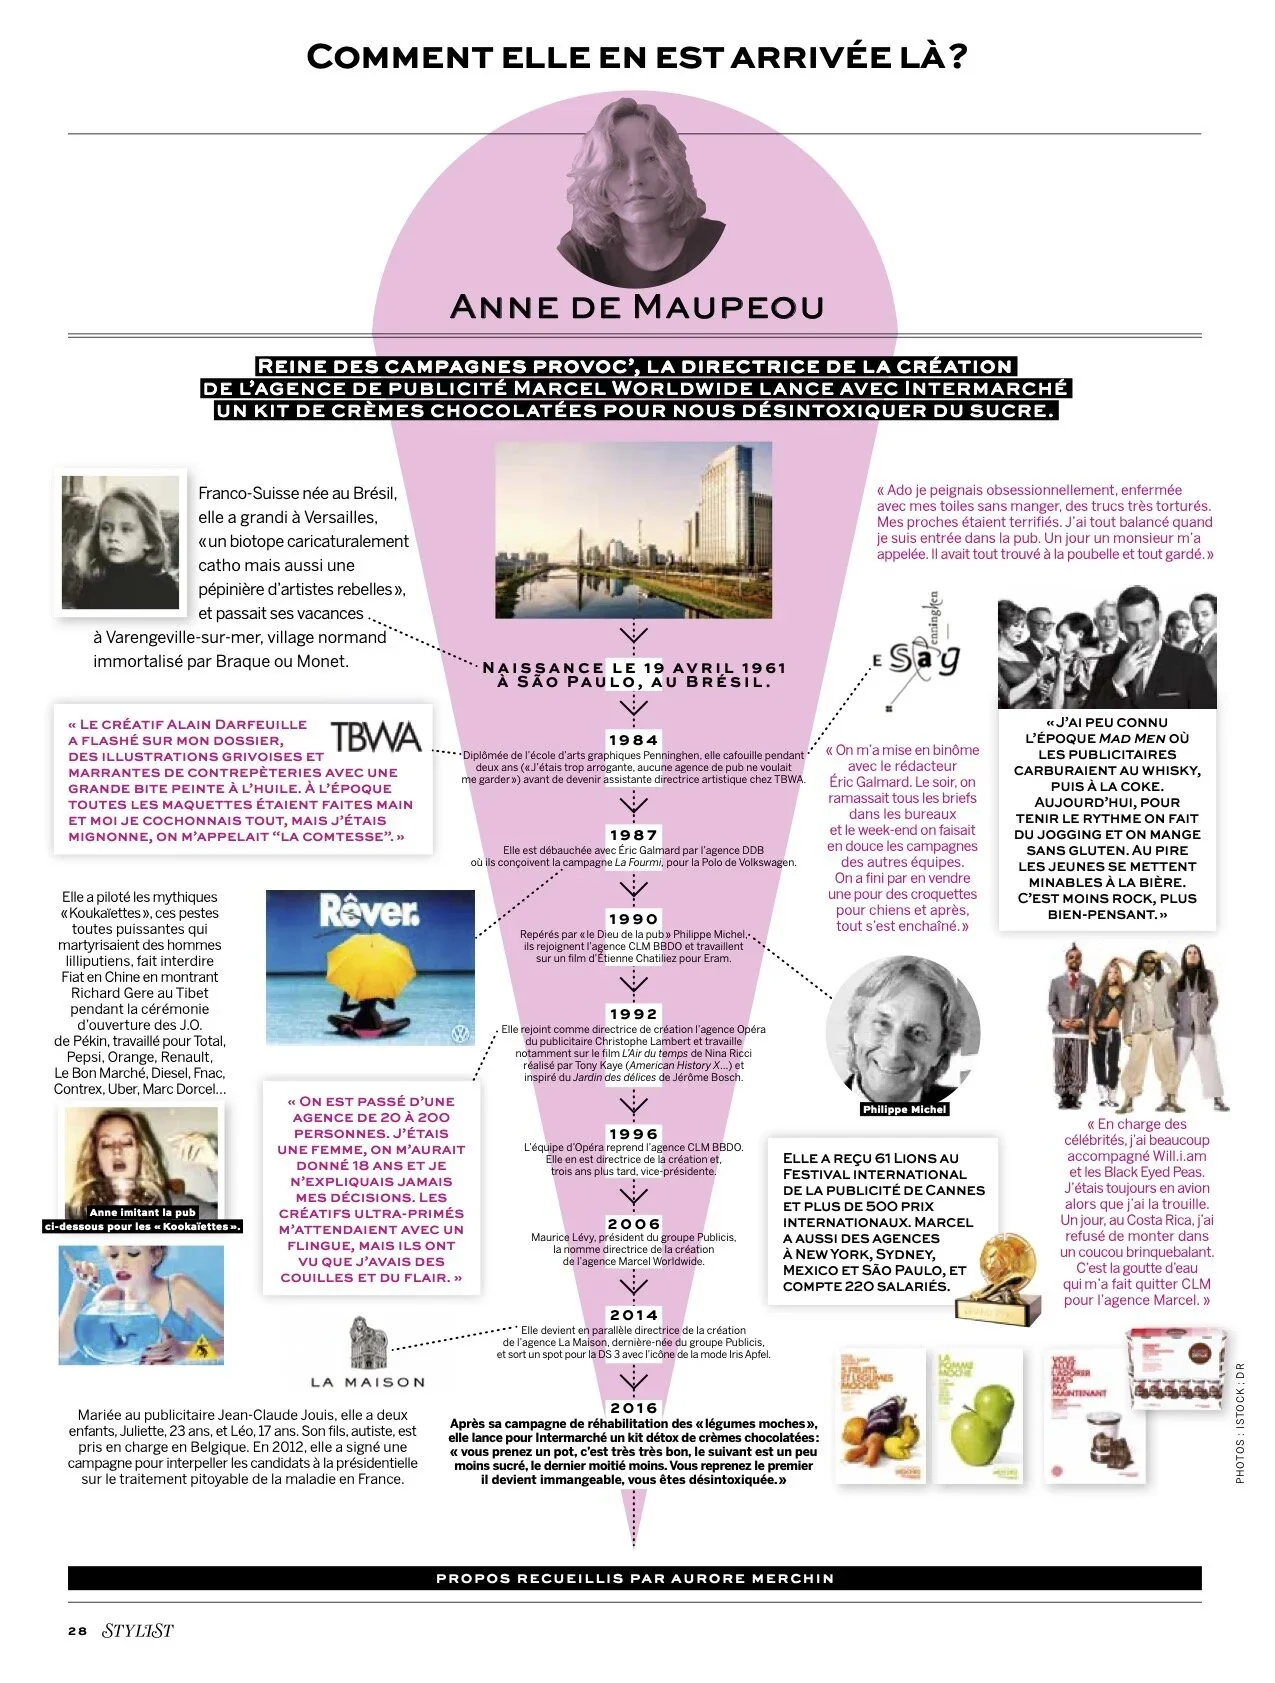 COMMENT ELLE EN EST ARRIVÉE LÀ ?
ANNE DE MAUPEOU
REINE DES CAMPAGNES PROVOC’, LA DIRECTRICE DE LA CRÉATION
DE L’AGENCE DE PUBLICITÉ MARCEL WORLDWIDE LANCE AVEC INTERMARCHÉ
UN KIT DE CRÈMES CHOCOLATÉES POUR NOUS DÉSINTOXIQUER DU SUCRE.
Franco-Suisse née au Brésil,
elle a grandi à Versailles,
« un biotope caricaturalement
catho mais aussi une
pépinière d’artistes rebelles »,
et passait ses vacances
à Varengeville-sur-mer, village normand
immortalisé par Braque ou Monet.
« Ado je peignais obsessionnellement, enfermée
avec mes toiles sans manger, des trucs très torturés.
Mes proches étaient terrifiés. J’ai tout balancé quand
je suis entrée dans la pub. Un jour un monsieur m’a
appelée. Il avait tout trouvé à la poubelle et tout gardé. »
NAISSANCE LE 19 AVRIL 1961
À SÃO PAULO, AU BRÉSIL.
ESag
Penninghen
« LE CRÉATIF ALAIN DARFEUILLE
A FLASHÉ SUR MON DOSSIER,
DES ILLUSTRATIONS GRIVOISES ET
MARRANTES DE CONTREPÈTERIES AVEC UNE
GRANDE BITE PEINTE À L’HUILE. À L’ÉPOQUE
TOUTES LES MAQUETTES ÉTAIENT FAITES MAIN
ET MOI JE COCHONNAIS TOUT, MAIS J’ÉTAIS
MIGNONNE, ON M’APPELAIT “LA COMTESSE”. »
TBWA
1984
Diplômée de l’école d’arts graphiques Penninghen, elle cafouille pendant
deux ans (« J’étais trop arrogante, aucune agence de pub ne voulait
me garder ») avant de devenir assistante directrice artistique chez TBWA.
« On m’a mise en binôme
avec le rédacteur
Éric Galmard. Le soir, on
ramassait tous les briefs
dans les bureaux
et le week-end on faisait
en douce les campagnes
des autres équipes.
On a fini par en vendre
une pour des croquettes
pour chiens et après,
tout s’est enchaîné. »
« J’AI PEU CONNU
L’ÉPOQUE MAD MEN OÙ
LES PUBLICITAIRES
CARBURAIENT AU WHISKY,
PUIS À LA COKE.
AUJOURD’HUI, POUR
TENIR LE RYTHME ON FAIT
DU JOGGING ET ON MANGE
SANS GLUTEN. AU PIRE
LES JEUNES SE METTENT
MINABLES À LA BIÈRE.
C’EST MOINS ROCK, PLUS
BIEN-PENSANT. »
1987
Elle est débauchée avec Éric Galmard par l’agence DDB
où ils conçoivent la campagne La Fourmi, pour la Polo de Volkswagen.
Elle a piloté les mythiques
« Koukaïettes », ces pestes
toutes puissantes qui
martyrisaient des hommes
lilliputiens, fait interdire
Fiat en Chine en montrant
Richard Gere au Tibet
pendant la cérémonie
d’ouverture des J.O.
de Pékin, travaillé pour Total,
Pepsi, Orange, Renault,
Le Bon Marché, Diesel, Fnac,
Contrex, Uber, Marc Dorcel...
Rêver.
1990
Repérés par « le Dieu de la pub » Philippe Michel,
ils rejoignent l’agence CLM BBDO et travaillent
sur un film d’Étienne Chatiliez pour Eram.
Philippe Michel
1992
Elle rejoint comme directrice de création l’agence Opéra
du publicitaire Christophe Lambert et travaille
notamment sur le film L’Air du temps de Nina Ricci
réalisé par Tony Kaye (American History X...) et
inspiré du Jardin des délices de Jérôme Bosch.
« ON EST PASSÉ D’UNE
AGENCE DE 20 À 200
PERSONNES. J’ÉTAIS
UNE FEMME, ON M’AURAIT
DONNÉ 18 ANS ET JE
N’EXPLIQUAIS JAMAIS
MES DÉCISIONS. LES
CRÉATIFS ULTRA-PRIMÉS
M’ATTENDAIENT AVEC UN
FLINGUE, MAIS ILS ONT
VU QUE J’AVAIS DES
COUILLES ET DU FLAIR. »
Anne imitant la pub
ci-dessous pour les « Kookaïettes ».
1996
L’équipe d’Opéra reprend l’agence CLM BBDO.
Elle en est directrice de la création et,
trois ans plus tard, vice-présidente.
ELLE A REÇU 61 LIONS AU
FESTIVAL INTERNATIONAL
DE LA PUBLICITÉ DE CANNES
ET PLUS DE 500 PRIX
INTERNATIONAUX. MARCEL
A AUSSI DES AGENCES
À NEW YORK, SYDNEY,
MEXICO ET SÃO PAULO, ET
COMPTE 220 SALARIÉS.
« En charge des
célébrités, j’ai beaucoup
accompagné Will.i.am
et les Black Eyed Peas.
J’étais toujours en avion
alors que j’ai la trouille.
Un jour, au Costa Rica, j’ai
refusé de monter dans
un coucou brinquebalant.
C’est la goutte d’eau
qui m’a fait quitter CLM
pour l’agence Marcel. »
2006
Maurice Lévy, président du groupe Publicis,
la nomme directrice de la création
de l’agence Marcel Worldwide.
2014
Elle devient en parallèle directrice de la création
de l’agence La Maison, dernière-née du groupe Publicis,
et sort un spot pour la DS 3 avec l’icône de la mode Iris Apfel.
LA MAISON
Mariée au publicitaire Jean-Claude Jouis, elle a deux
enfants, Juliette, 23 ans, et Léo, 17 ans. Son fils, autiste, est
pris en charge en Belgique. En 2012, elle a signé une
campagne pour interpeller les candidats à la présidentielle
sur le traitement pitoyable de la maladie en France.
2016
Après sa campagne de réhabilitation des « légumes moches »,
elle lance pour Intermarché un kit détox de crèmes chocolatées :
« vous prenez un pot, c’est très très bon, le suivant est un peu
moins sucré, le dernier moitié moins. Vous reprenez le premier
il devient immangeable, vous êtes désintoxiquée. »
5 FRUITS
ET LÉGUMES
MOCHES
LA
POMME
MOCHE
VOUS
ALLEZ
L’ADORER
MAIS
PAS
MAINTENANT
PHOTOS : ISTOCK ; DR
PROPOS RECUEILLIS PAR AURORE MERCHIN
28 STYLIST